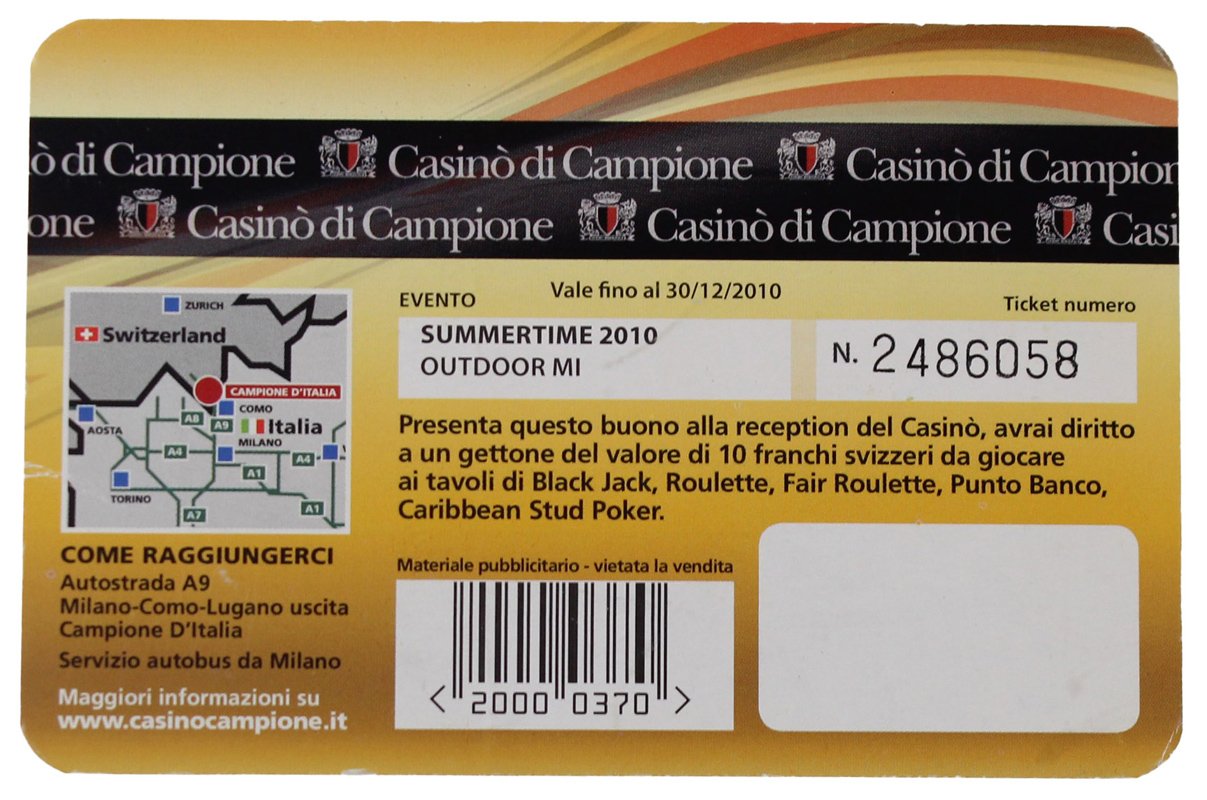 ò di Campione Casinò di Campione Casinò di Campion
one Casinò di Campione Casinò di Campione Casi
ZURICH
Switzerland
CAMPIONE D'ITALIA
COMO
A8 A9
Italia
AOSTA
MILANO
A4 A4
A1
TORINO
A7 A1
COME RAGGIUNGERCI
Autostrada A9
Milano-Como-Lugano uscita
Campione D'Italia
Servizio autobus da Milano
Maggiori informazioni su
www.casinocampione.it
EVENTO
Vale fino al 30/12/2010
Ticket numero
SUMMERTIME 2010
OUTDOOR MI
N. 2486058
Presenta questo buono alla reception del Casinò, avrai diritto
a un gettone del valore di 10 franchi svizzeri da giocare
ai tavoli di Black Jack, Roulette, Fair Roulette, Punto Banco,
Caribbean Stud Poker.
Materiale pubblicitario - vietata la vendita
<2000 0370>